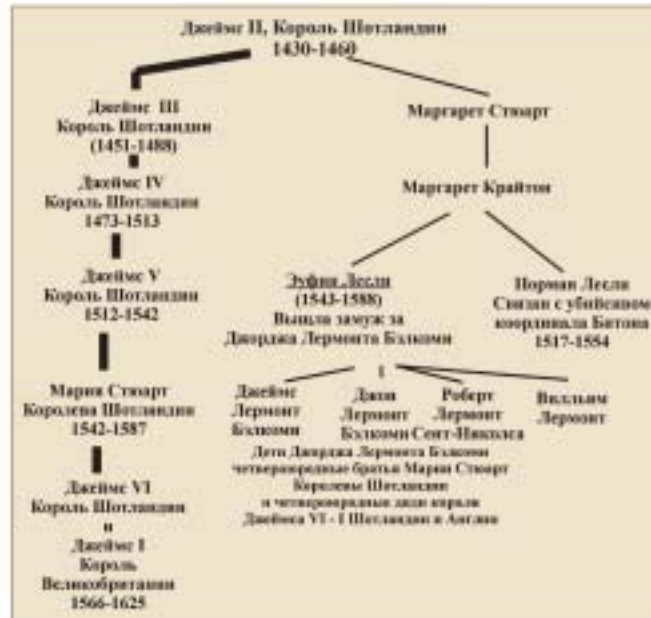 Джеймс II, Король Шотландии
1430-1460
Джеймс III
Король Шотландии
(1451-1488)
Джеймс IV
Король Шотландии
1473-1513
Джеймс V
Король Шотландии
1512-1542
Мария Стюарт
Королева Шотландии
1542-1587
Джеймс VI
Король Шотландии
и
Джеймс I
Король
Великобритании
1566-1625
Маргарет Стюарт
Маргарет Крайтон
Эуфия Лесли
(1543-1588)
Вышла замуж за
Джорджа Лермонта Бэлкоми
Норман Лесли
Связан с убийством
координала Битона
1517-1554
I
Джеймс
Лермонт
Бэлкоми
Джон
Лермонт
Бэлкоми
Роберт
Лермонт
Сент-Николса
Вилльям
Лермонт
Дети Джорджа Лермонта Бэлкоми
четвероюродные братья Марии Стюарт
Королевы Шотландии
и четвероюродные дяди короля
Джеймса VI - I Шотландии и Англии